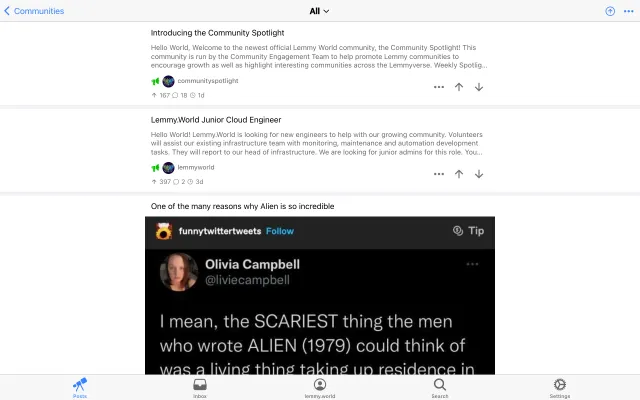 Communities
All
Introducing the Community Spotlight
Hello World, Welcome to the newest official Lemmy World community, the Community Spotlight! This
community is run by the Community Engagement Team to help promote Lemmy communities to
encourage growth as well as highlight interesting communities across the Lemmyverse. Weekly Spotlig...
communityspotlight
167 18 1d
Lemmy.World Junior Cloud Engineer
Hello World! Lemmy.World is looking for new engineers to help with our growing community. Volunteers
will assist our existing infrastructure team with monitoring, maintenance and automation development
tasks. They will report to our head of infrastructure. We are looking for junior admins for this role. You...
lemmyworld
397 2 3d
One of the many reasons why Alien is so incredible
funnytwittertweets Follow Tip
Olivia Campbell
@liviecampbell
I mean, the SCARIEST thing the men
who wrote ALIEN (1979) could think of
was a living thing taking up residence in
Posts Inbox lemmy.world Search Settings